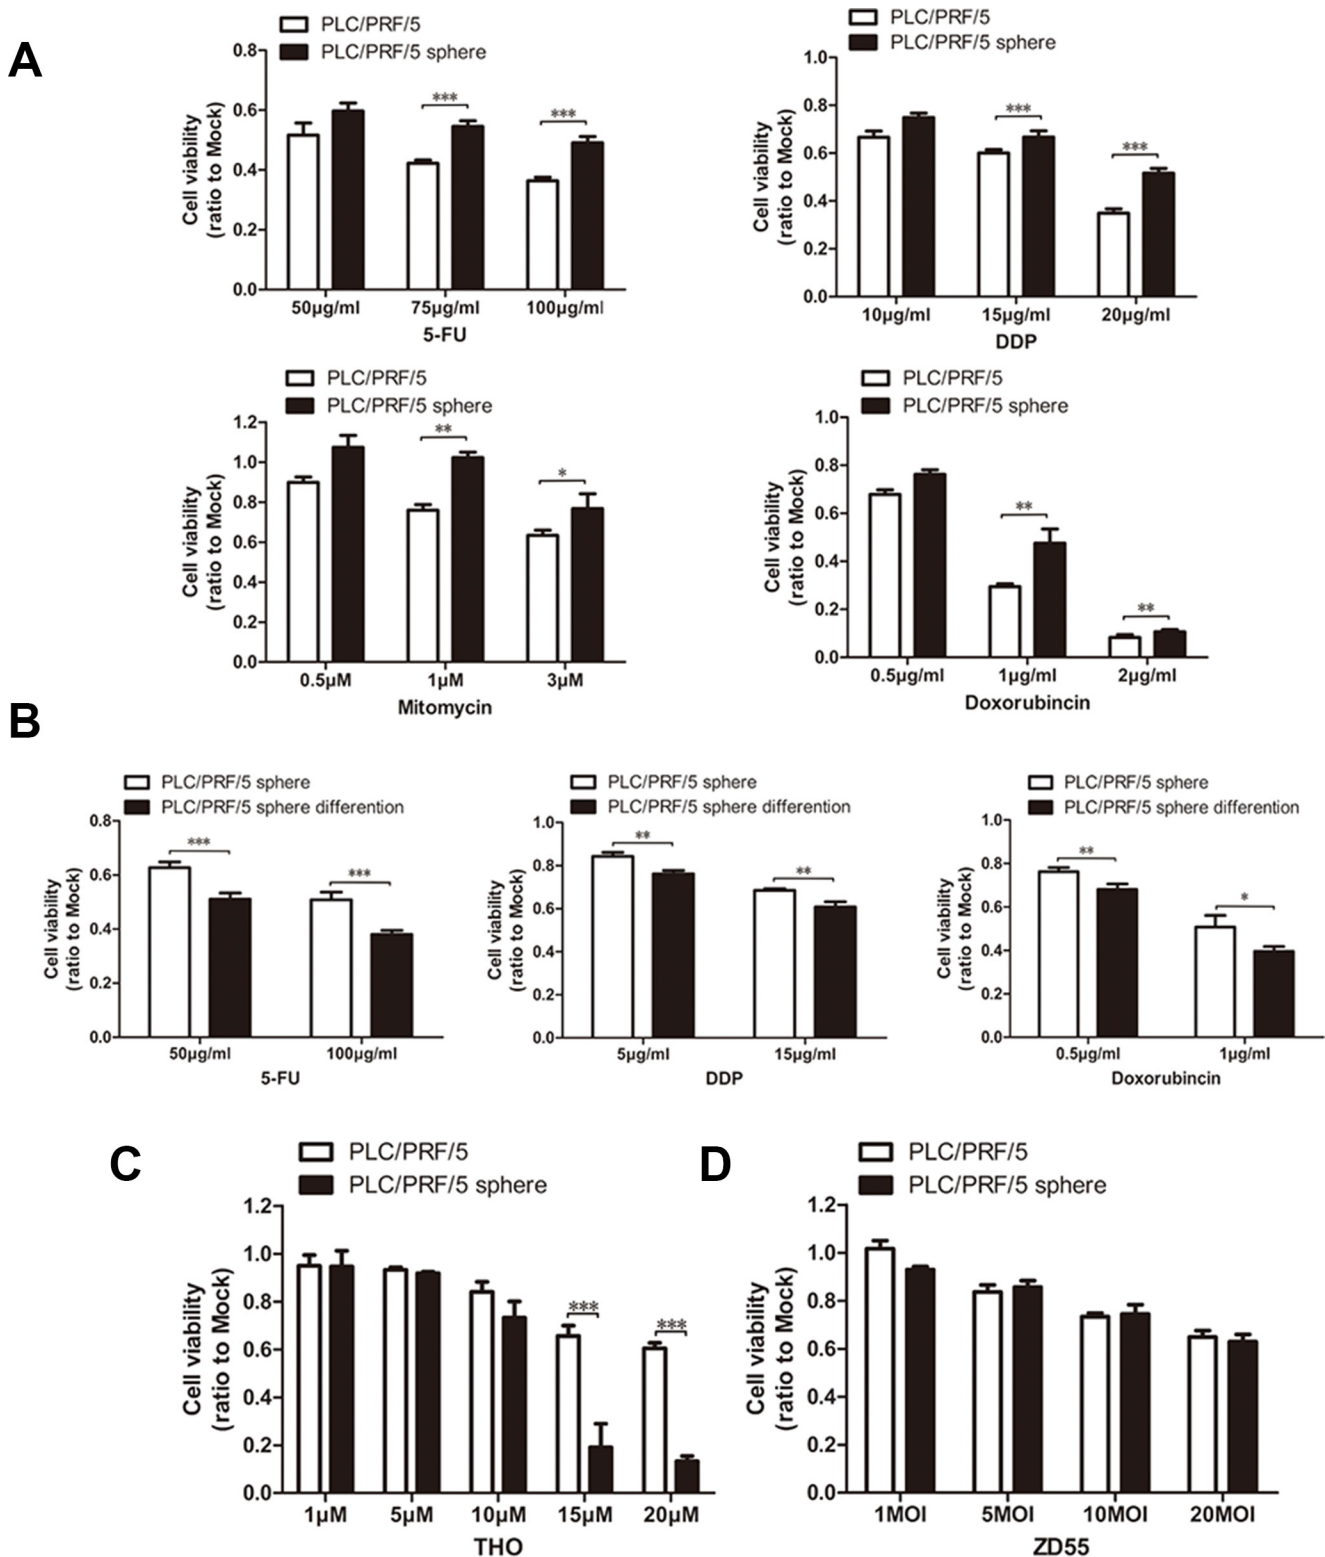 A
PLC/PRF/5
PLC/PRF/5 sphere
Cell viability
(ratio to Mock)
0.8
0.6
0.4
0.2
0.0
***
***
50µg/ml 75µg/ml 100µg/ml
5-FU
PLC/PRF/5
PLC/PRF/5 sphere
Cell viability
(ratio to Mock)
1.0
0.8
0.6
0.4
0.2
0.0
***
***
10µg/ml 15µg/ml 20µg/ml
DDP
PLC/PRF/5
PLC/PRF/5 sphere
Cell viability
(ratio to Mock)
1.2
1.0
0.8
0.6
0.4
0.2
0.0
**
*
0.5µM 1µM 3µM
Mitomycin
PLC/PRF/5
PLC/PRF/5 sphere
Cell viability
(ratio to Mock)
1.0
0.8
0.6
0.4
0.2
0.0
**
**
0.5µg/ml 1µg/ml 2µg/ml
Doxorubincin
B
PLC/PRF/5 sphere
PLC/PRF/5 sphere differention
Cell viability
(ratio to Mock)
0.8
0.6
0.4
0.2
0.0
***
***
50µg/ml 100µg/ml
5-FU
PLC/PRF/5 sphere
PLC/PRF/5 sphere differention
Cell viability
(ratio to Mock)
1.0
0.8
0.6
0.4
0.2
0.0
**
**
5µg/ml 15µg/ml
DDP
PLC/PRF/5 sphere
PLC/PRF/5 sphere differention
Cell viability
(ratio to Mock)
1.0
0.8
0.6
0.4
0.2
0.0
**
*
0.5µg/ml 1µg/ml
Doxorubincin
C
PLC/PRF/5
PLC/PRF/5 sphere
Cell viability
(ratio to Mock)
1.2
1.0
0.8
0.6
0.4
0.2
0.0
***
***
1µM 5µM 10µM 15µM 20µM
THO
D
PLC/PRF/5
PLC/PRF/5 sphere
Cell viability
(ratio to Mock)
1.2
1.0
0.8
0.6
0.4
0.2
0.0
1MOI 5MOI 10MOI 20MOI
ZD55